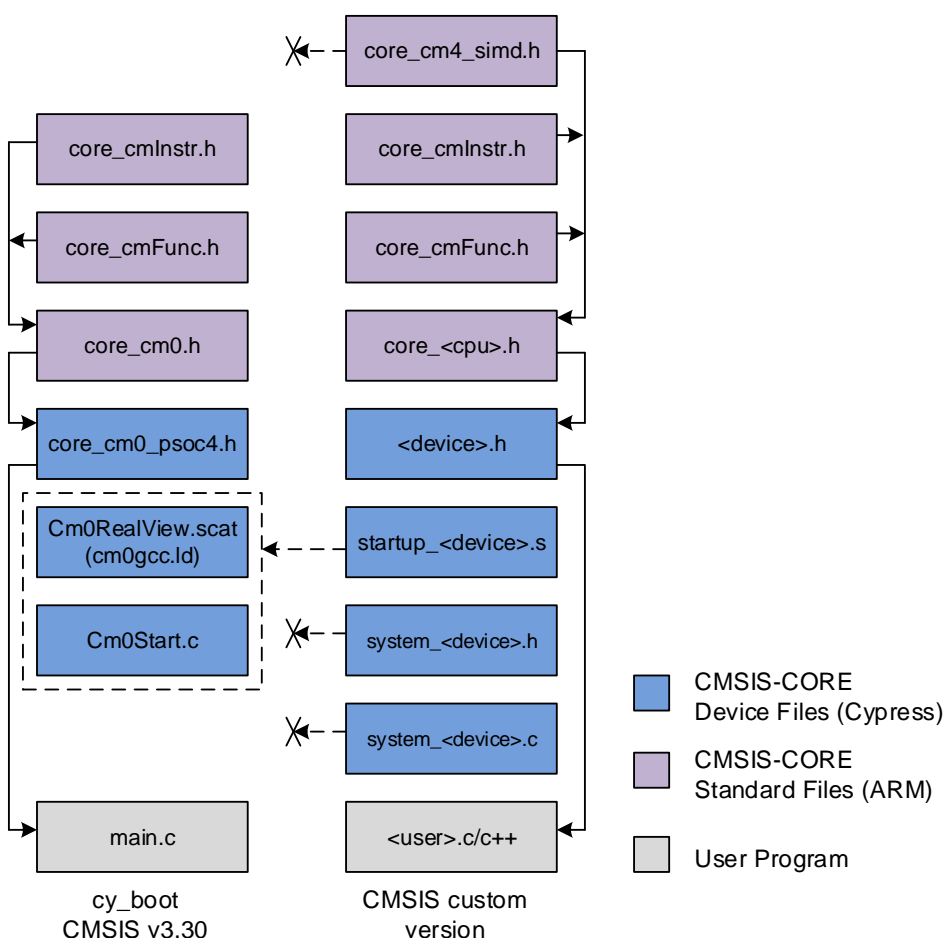 core_cm4_simd.h
core_cmInstr.h
core_cmInstr.h
core_cmFunc.h
core_cmFunc.h
core_cm0.h
core_<cpu>.h
core_cm0_psoc4.h
<device>.h
Cm0RealView.scat
(cm0gcc.ld)
startup_<device>.s
Cm0Start.c
system_<device>.h
system_<device>.c
main.c
<user>.c/c++
cy_boot
CMSIS v3.30
CMSIS custom
version
CMSIS-CORE
Device Files (Cypress)
CMSIS-CORE
Standard Files (ARM)
User Program